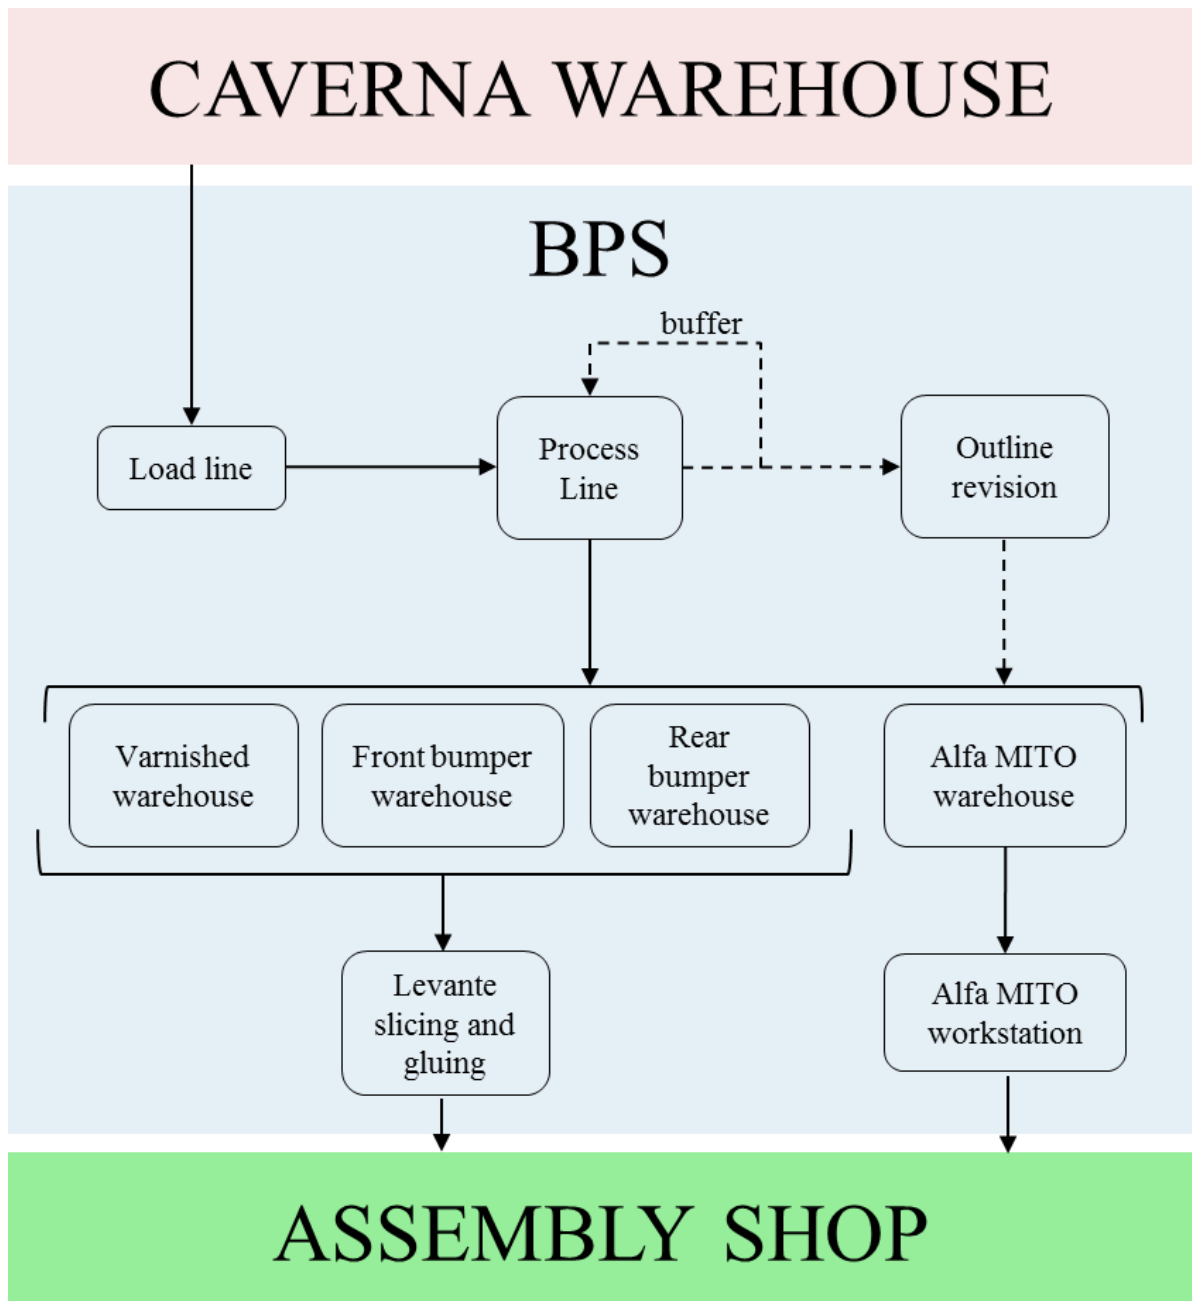 CAVERNA WAREHOUSE
BPS
buffer
Load line
Process
Line
Outline
revision
Varnished
warehouse
Front bumper
warehouse
Rear
bumper
warehouse
Alfa MITO
warehouse
Levante
slicing and
gluing
Alfa MITO
workstation
ASSEMBLY SHOP